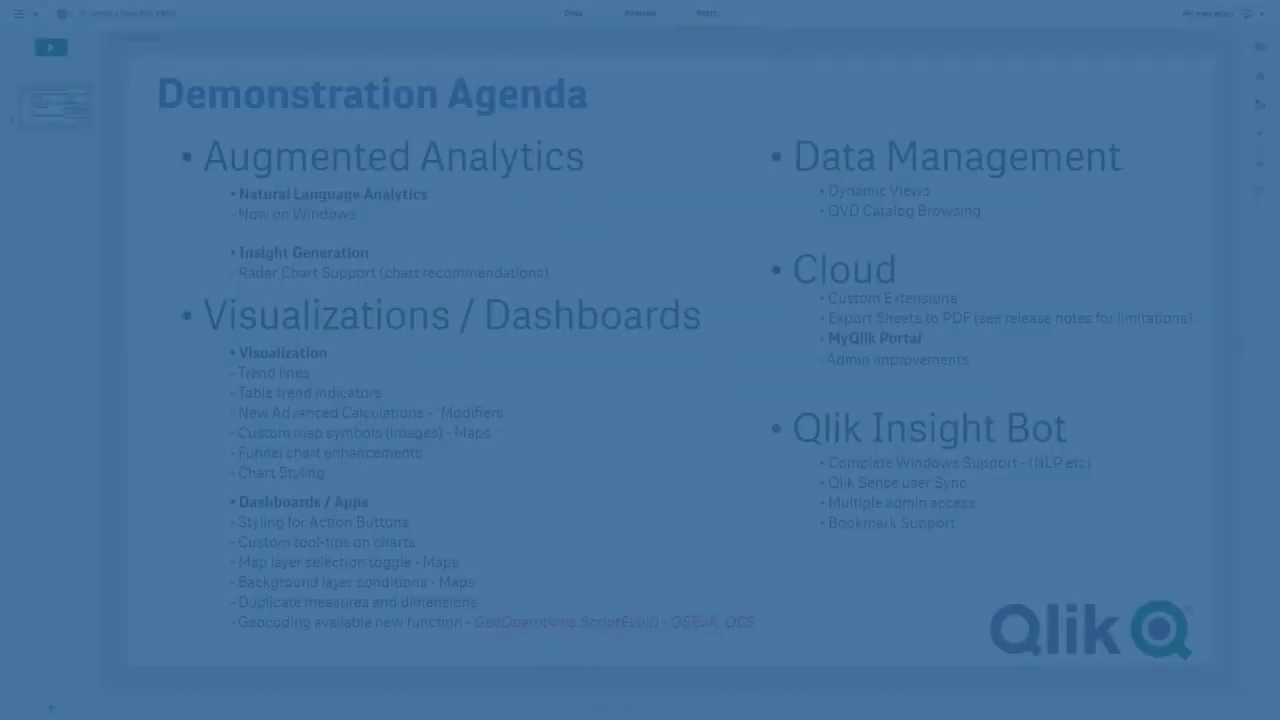 Demonstration Agenda
• Augmented Analytics
• Natural Language Analytics
- Now on Windows
• Insight Generation
- Radar Chart Support (chart recommendations)
• Visualizations / Dashboards
• Visualization
- Trend lines
- Table trend indicators
- New Advanced Calculations - Modifiers
- Custom map symbols (images) - Maps
- Funnel chart enhancements
- Chart Styling
• Dashboards / Apps
- Styling for Action Buttons
- Custom tool-tips on charts
- Map layer selection toggle - Maps
- Background layer conditions - Maps
- Duplicate measures and dimensions
- Geocoding available new function - GeoOperations.ScriptEval() - QSEoK, QCS
• Data Management
- Dynamic Views
- QVD Catalog Browsing
• Cloud
- Custom Extensions
- Export Sheets to PDF (see release notes for limitations).
• MyQlik Portal
- Admin improvements
• Qlik Insight Bot
- Complete Windows Support - (NLP etc)
- Qlik Sense user Sync
- Multiple admin access
- Bookmark Support
Qlik